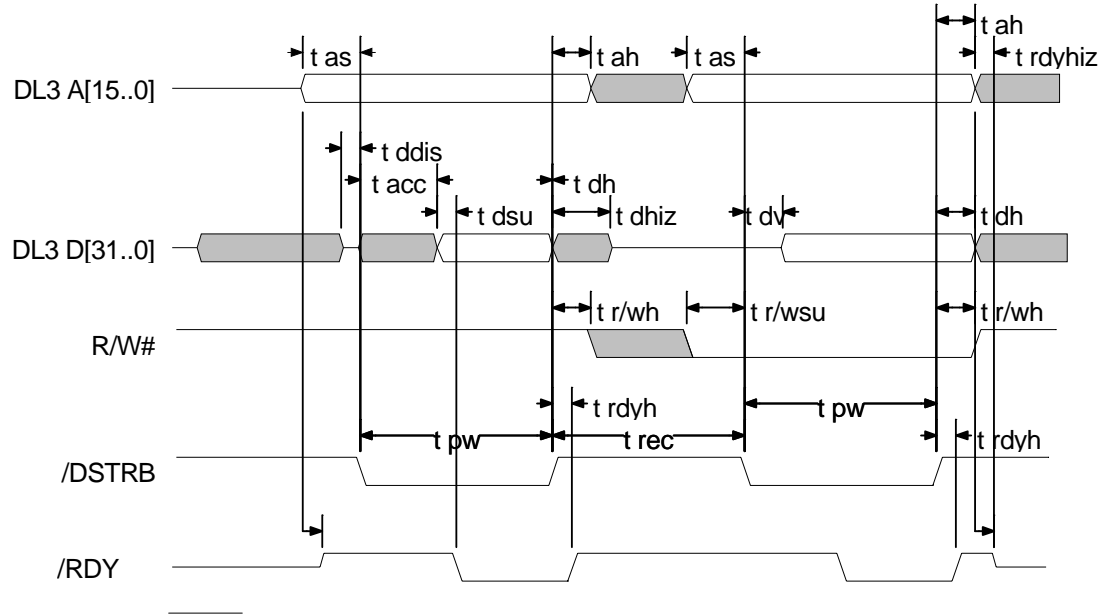 t ah
t as
t ah
t as
t rdyhiz
DL3 A[15..0]
t ddis
t acc
t dh
t dsu
t dhiz
t dv
t dh
DL3 D[31..0]
t r/wh
t r/wsu
t r/wh
R/W#
t rdyh
t pw
t pw
t rec
t rdyh
/DSTRB
/RDY